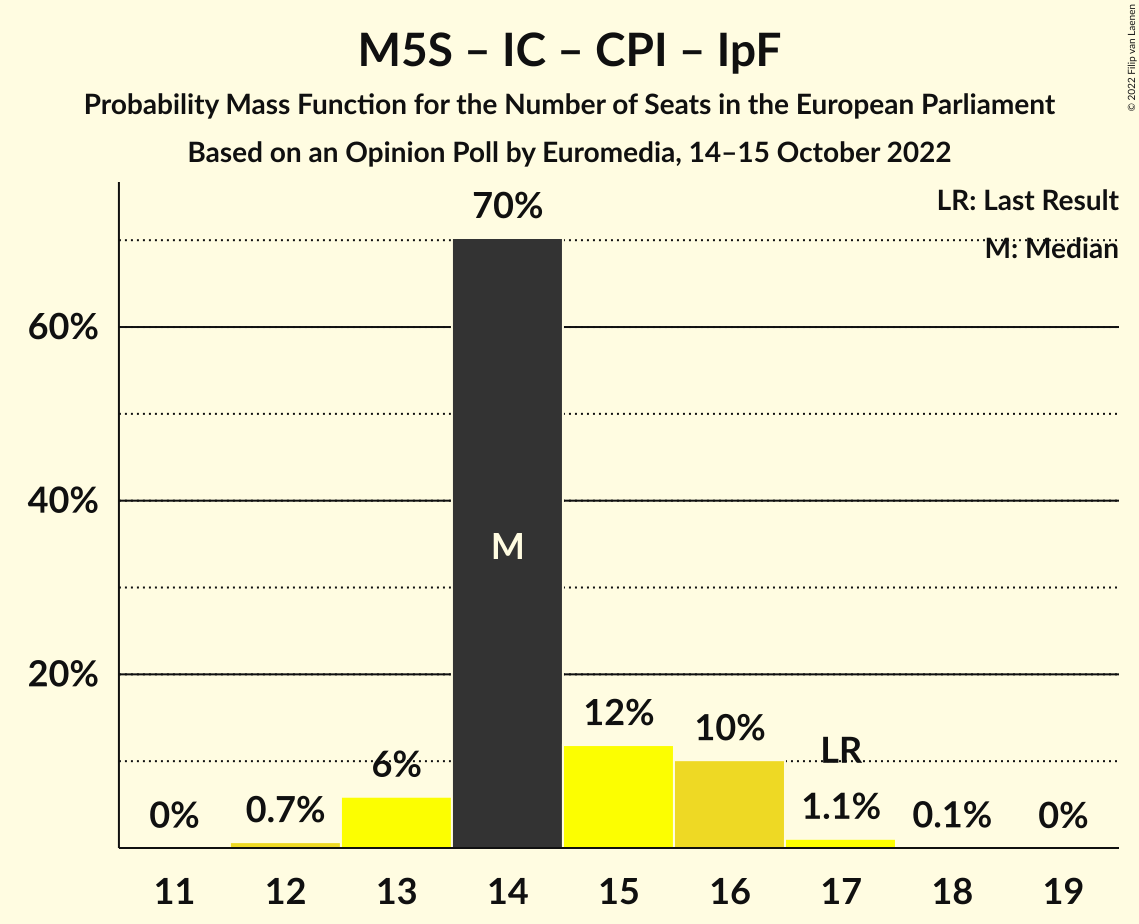 M5S – IC – CPI – IpF
Probability Mass Function for the Number of Seats in the European Parliament
Based on an Opinion Poll by Euromedia, 14–15 October 2022
© 2022 Filip van Laenen
LR: Last Result
M: Median
70%
60%
40%
M
20%
12%
10%
LR
6%
0%
0.7%
1.1%
0.1%
0%
11 12 13 14 15 16 17 18 19